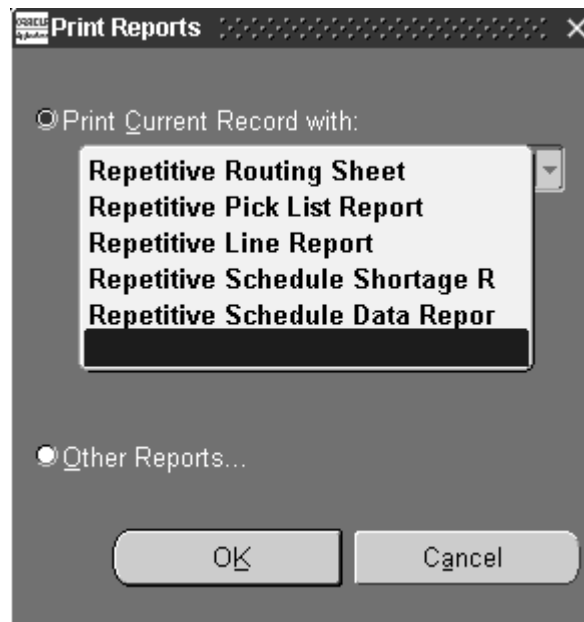 ORACLE
Print Reports
Print Current Record with:
Repetitive Routing Sheet
Repetitive Pick List Report
Repetitive Line Report
Repetitive Schedule Shortage R
Repetitive Schedule Data Repor
Other Reports...
OK
Cancel